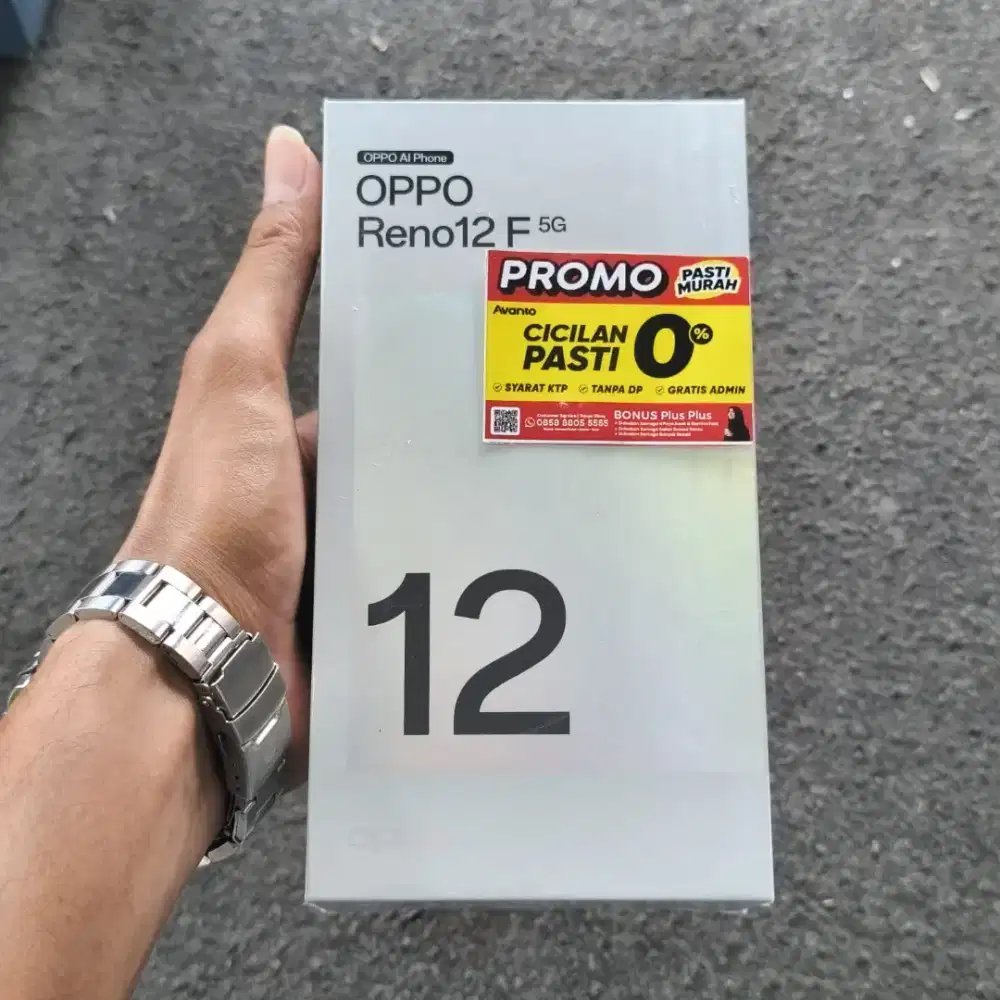 OPPO AI Phone
OPPO
Reno12 F 5G
PROMO PASTI MURAH
Avanto
CICILAN
PASTI 0%
SYARAT KTP TANPA DP GRATIS ADMIN
0858 8805 5555
BONUS Plus Plus
12